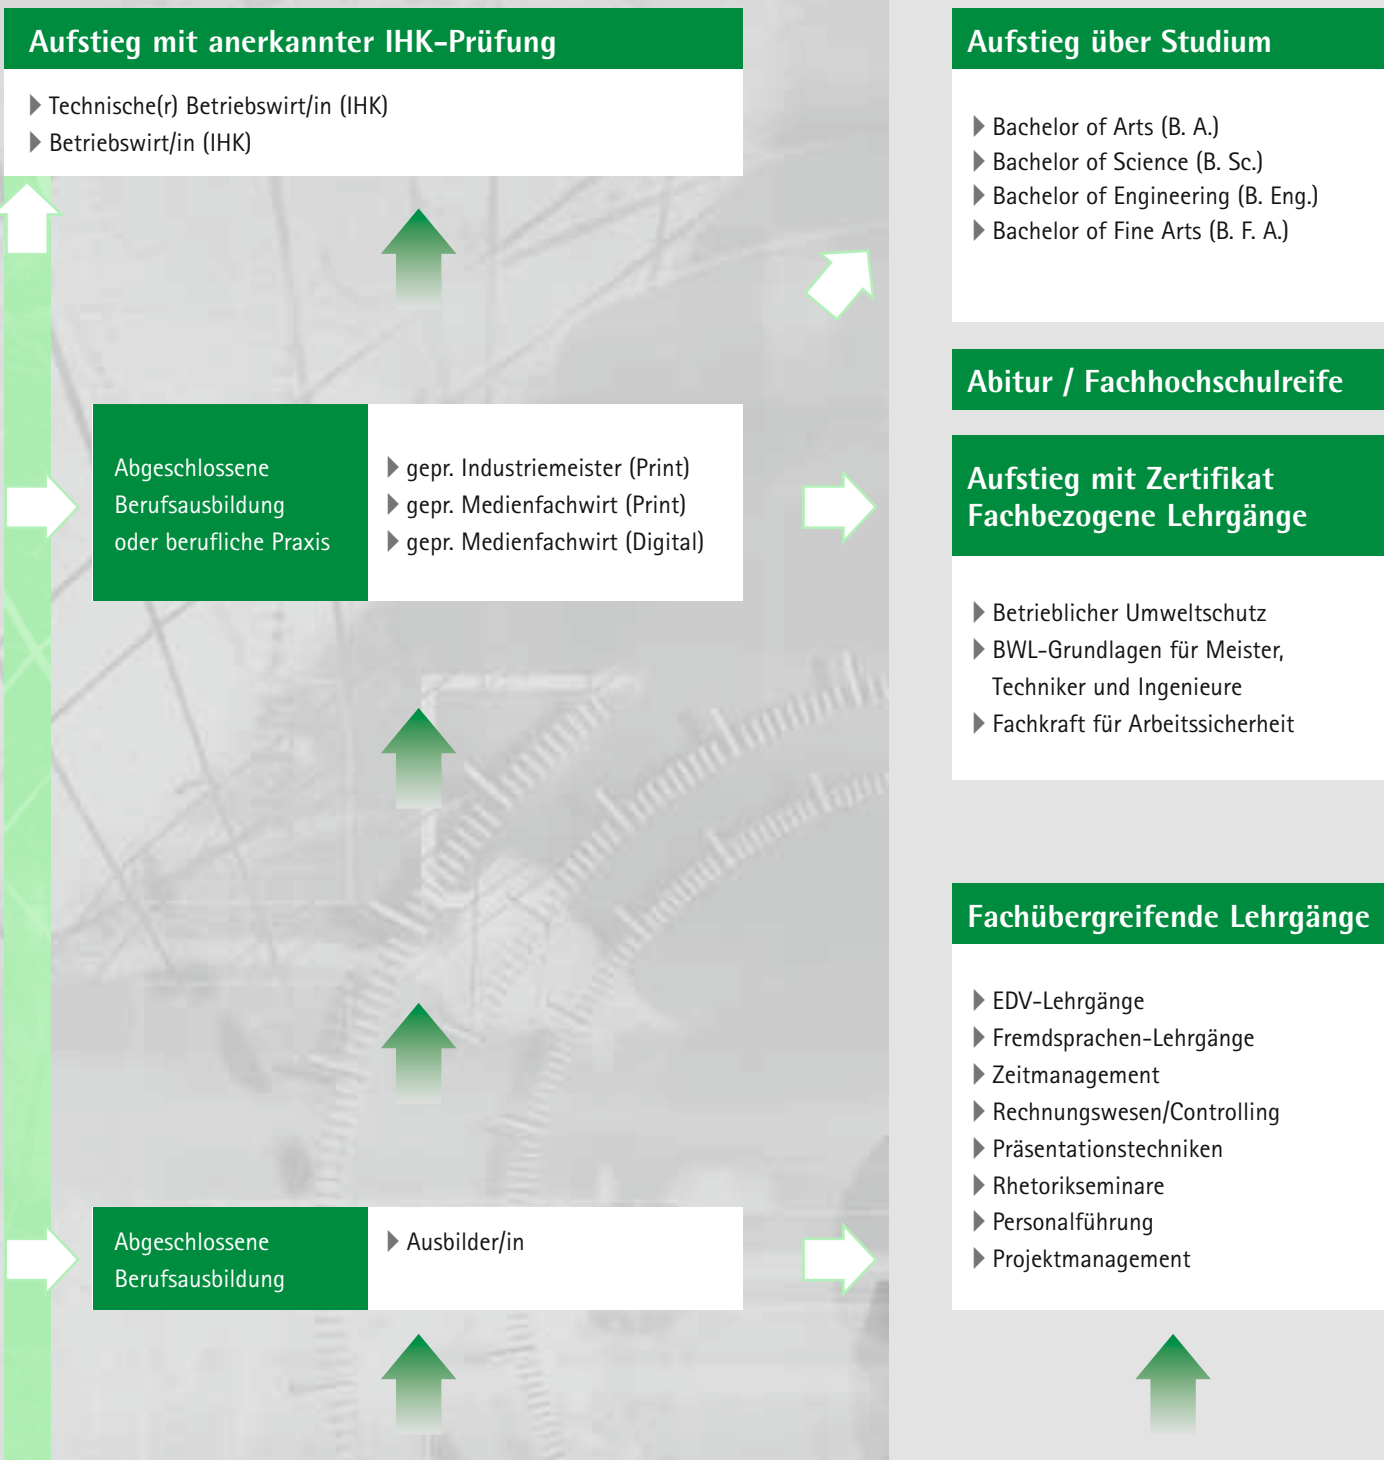 Aufstieg mit anerkannter IHK-Prüfung
Technische(r) Betriebswirt/in (IHK)
Betriebswirt/in (IHK)
Abgeschlossene
Berufsausbildung
oder berufliche Praxis
gepr. Industriemeister (Print)
gepr. Medienfachwirt (Print)
gepr. Medienfachwirt (Digital)
Abgeschlossene
Berufsausbildung
Ausbilder/in
Aufstieg über Studium
Bachelor of Arts (B. A.)
Bachelor of Science (B. Sc.)
Bachelor of Engineering (B. Eng.)
Bachelor of Fine Arts (B. F. A.)
Abitur / Fachhochschulreife
Aufstieg mit Zertifikat
Fachbezogene Lehrgänge
Betrieblicher Umweltschutz
BWL-Grundlagen für Meister,
Techniker und Ingenieure
Fachkraft für Arbeitssicherheit
Fachübergreifende Lehrgänge
EDV-Lehrgänge
Fremdsprachen-Lehrgänge
Zeitmanagement
Rechnungswesen/Controlling
Präsentationstechniken
Rhetorikseminare
Personalführung
Projektmanagement